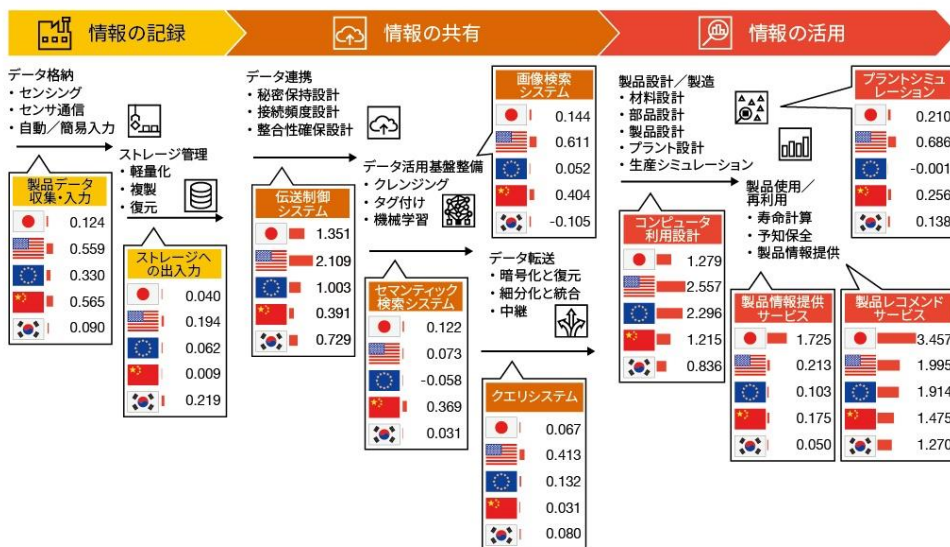 情報の記録
情報の共有
情報の活用
データ格納
・センシング
・センサ通信
・自動／簡易入力
ストレージ管理
・軽量化
・複製
・復元
製品データ
収集・入力
0.124
0.559
0.330
0.565
0.090
ストレージへ
の出入力
0.040
0.194
0.062
0.009
0.219
データ連携
・秘密保持設計
・接続頻度設計
・整合性確保設計
データ活用基盤整備
・クレンジング
・タグ付け
・機械学習
伝送制御
システム
1.351
2.109
1.003
0.391
0.729
セマンティック
検索システム
0.122
0.073
-0.058
0.369
0.031
画像検索
システム
0.144
0.611
0.052
0.404
-0.105
データ転送
・暗号化と復元
・細分化と統合
・中継
クエリシステム
0.067
0.413
0.132
0.031
0.080
製品設計／製造
・材料設計
・部品設計
・製品設計
・プラント設計
・生産シミュレーション
製品使用／
再利用
・寿命計算
・予知保全
・製品情報提供
コンピュータ
利用設計
1.279
2.557
2.296
1.215
0.836
プラントシミュ
レーション
0.210
0.686
-0.001
0.256
0.138
製品情報提供
サービス
1.725
0.213
0.103
0.175
0.050
製品レコメンド
サービス
3.457
1.995
1.914
1.475
1.270